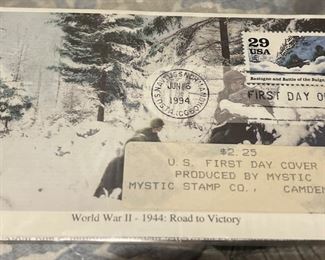 29
USA
Bastogne and Battle of the Bulge
JUN 6
1994
FIRST DAY O
$2.25
U.S. FIRST DAY COVER
PRODUCED BY MYSTIC
MYSTIC STAMP CO., CAMDEN
World War II - 1944: Road to Victory